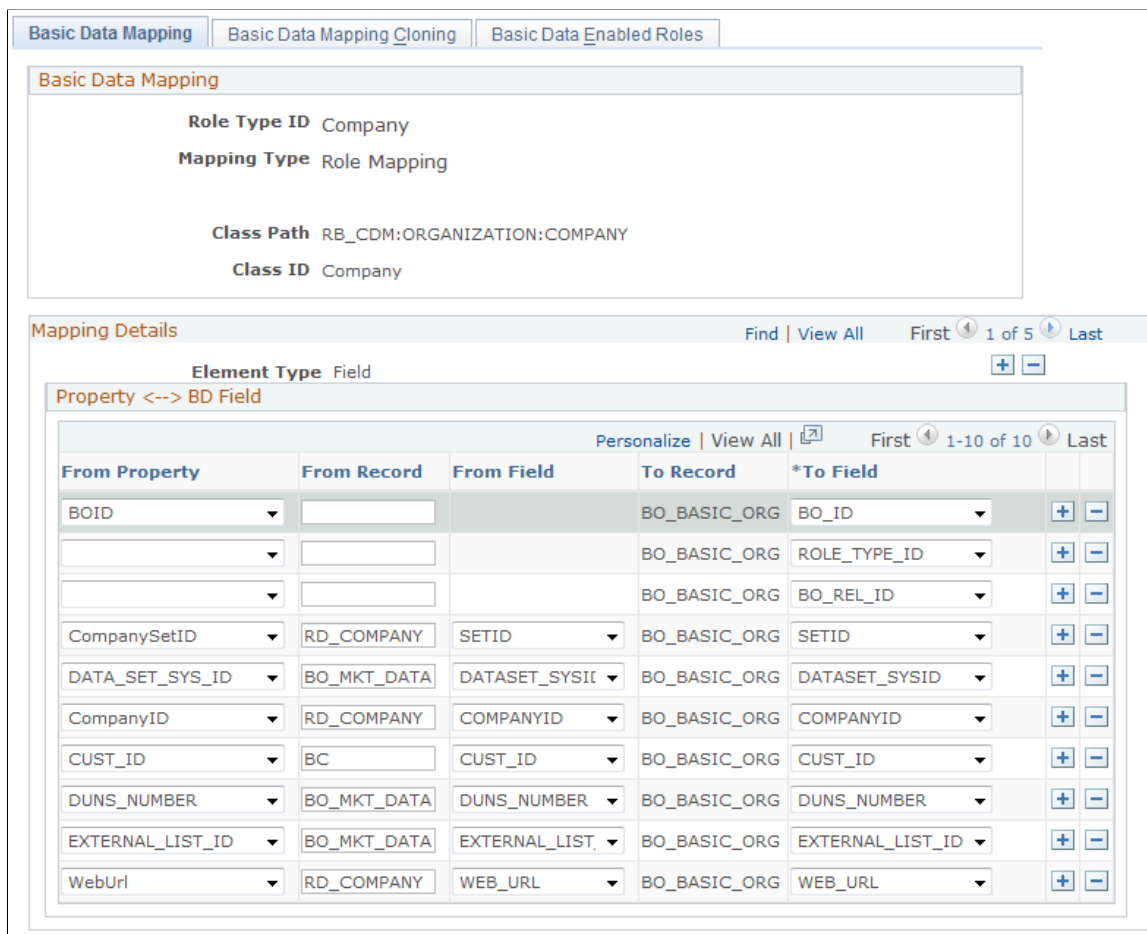 Basic Data Mapping Basic Data Mapping Cloning Basic Data Enabled Roles
Basic Data Mapping
Role Type ID Company
Mapping Type Role Mapping
Class Path RB_CDM:ORGANIZATION:COMPANY
Class ID Company
Mapping Details Find | View All First 1 of 5 Last
Element Type Field
Property <--> BD Field
Personalize | View All | First 1-10 of 10 Last
From Property From Record From Field To Record *To Field
BOID BO_BASIC_ORG BO_ID
BO_BASIC_ORG ROLE_TYPE_ID
BO_BASIC_ORG BO_REL_ID
CompanySetID RD_COMPANY SETID BO_BASIC_ORG SETID
DATA_SET_SYS_ID BO_MKT_DATA DATASET_SYSID BO_BASIC_ORG DATASET_SYSID
CompanyID RD_COMPANY COMPANYID BO_BASIC_ORG COMPANYID
CUST_ID BC CUST_ID BO_BASIC_ORG CUST_ID
DUNS_NUMBER BO_MKT_DATA DUNS_NUMBER BO_BASIC_ORG DUNS_NUMBER
EXTERNAL_LIST_ID BO_MKT_DATA EXTERNAL_LIST_ BO_BASIC_ORG EXTERNAL_LIST_ID
WebUrl RD_COMPANY WEB_URL BO_BASIC_ORG WEB_URL